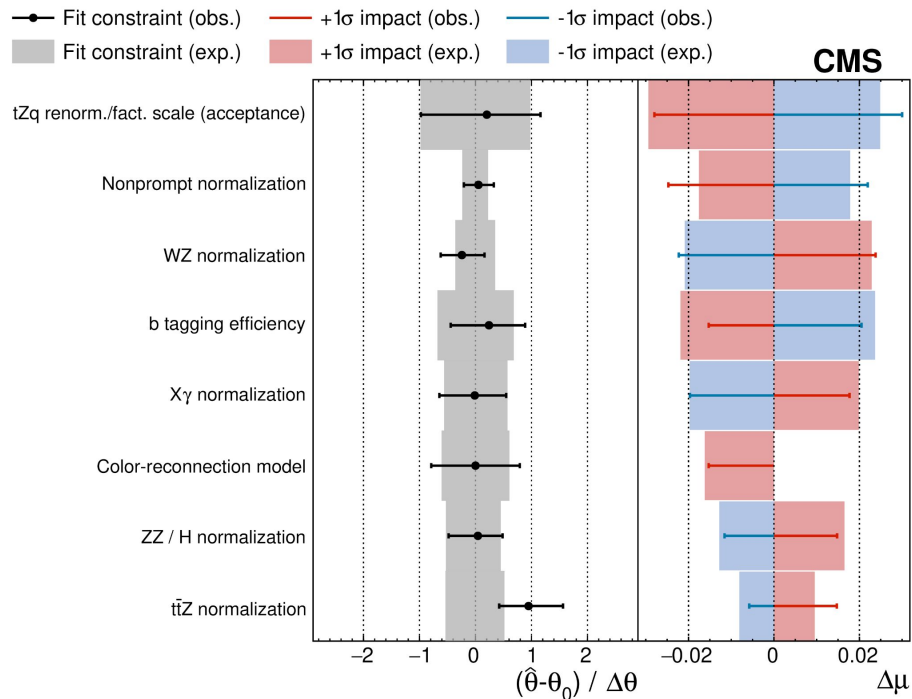 Fit constraint (obs.) +1σ impact (obs.) -1σ impact (obs.)
Fit constraint (exp.) +1σ impact (exp.) -1σ impact (exp.)
CMS
tZq renorm./fact. scale (acceptance)
Nonprompt normalization
WZ normalization
b tagging efficiency
Xγ normalization
Color-reconnection model
ZZ / H normalization
tt̄Z normalization
−2 −1 0 1 2 −0.02 0 0.02
(θ̂-θ₀) / Δθ Δμ